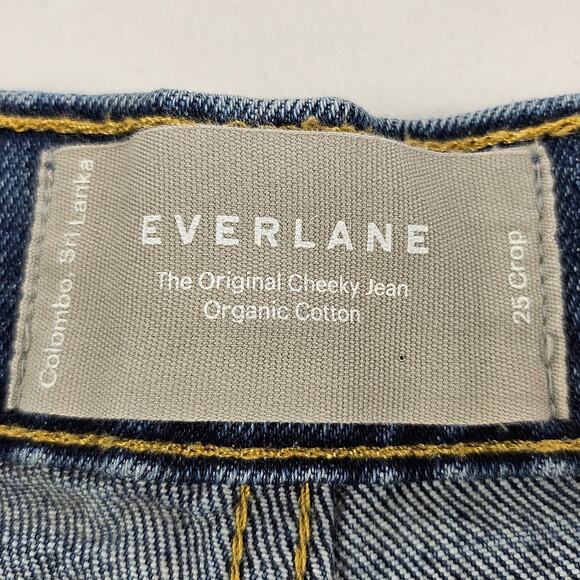 EVERLANE
The Original Cheeky Jean
Organic Cotton
Colombo, Sri Lanka
25 Crop